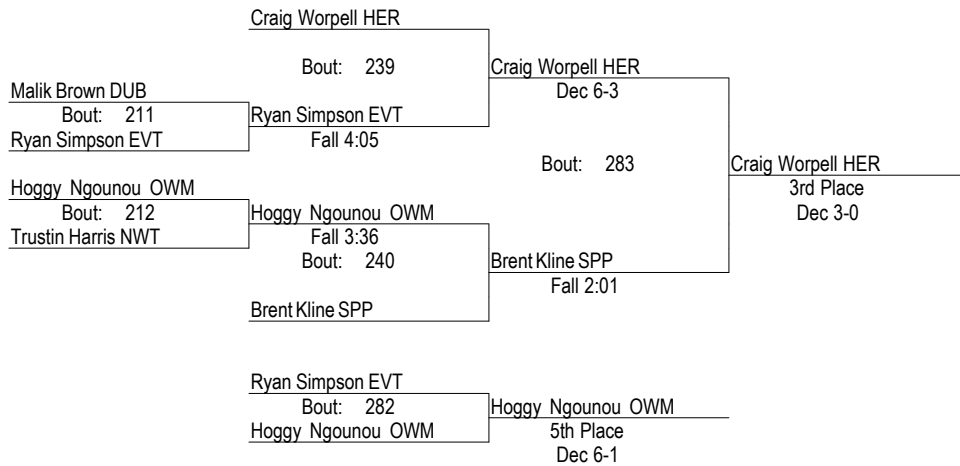 Craig Worpell HER
Bout: 239
Craig Worpell HER
Dec 6-3
Malik Brown DUB
Bout: 211
Ryan Simpson EVT
Ryan Simpson EVT
Fall 4:05
Bout: 283
Craig Worpell HER
3rd Place
Dec 3-0
Hoggy Ngounou OWM
Bout: 212
Trustin Harris NWT
Hoggy Ngounou OWM
Fall 3:36
Bout: 240
Brent Kline SPP
Fall 2:01
Brent Kline SPP
Ryan Simpson EVT
Bout: 282
Hoggy Ngounou OWM
Hoggy Ngounou OWM
5th Place
Dec 6-1